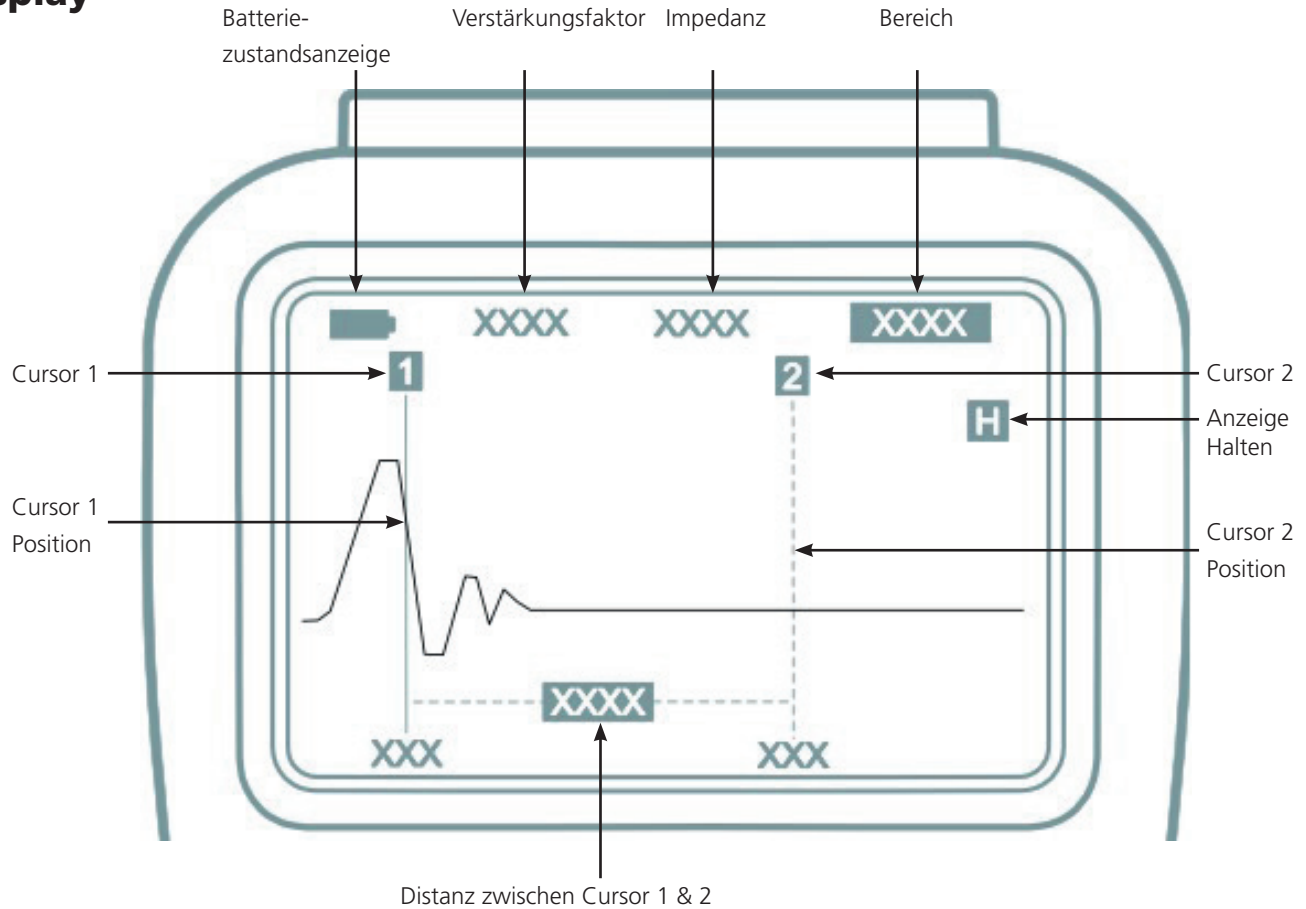 Batterie-
zustandsanzeige
Verstärkungsfaktor
Impedanz
Bereich
XXXX
XXXX
XXXX
Cursor 1
1
2
Cursor 2
H
Anzeige
Halten
Cursor 1
Position
Cursor 2
Position
XXXX
XXX
XXX
Distanz zwischen Cursor 1 & 2